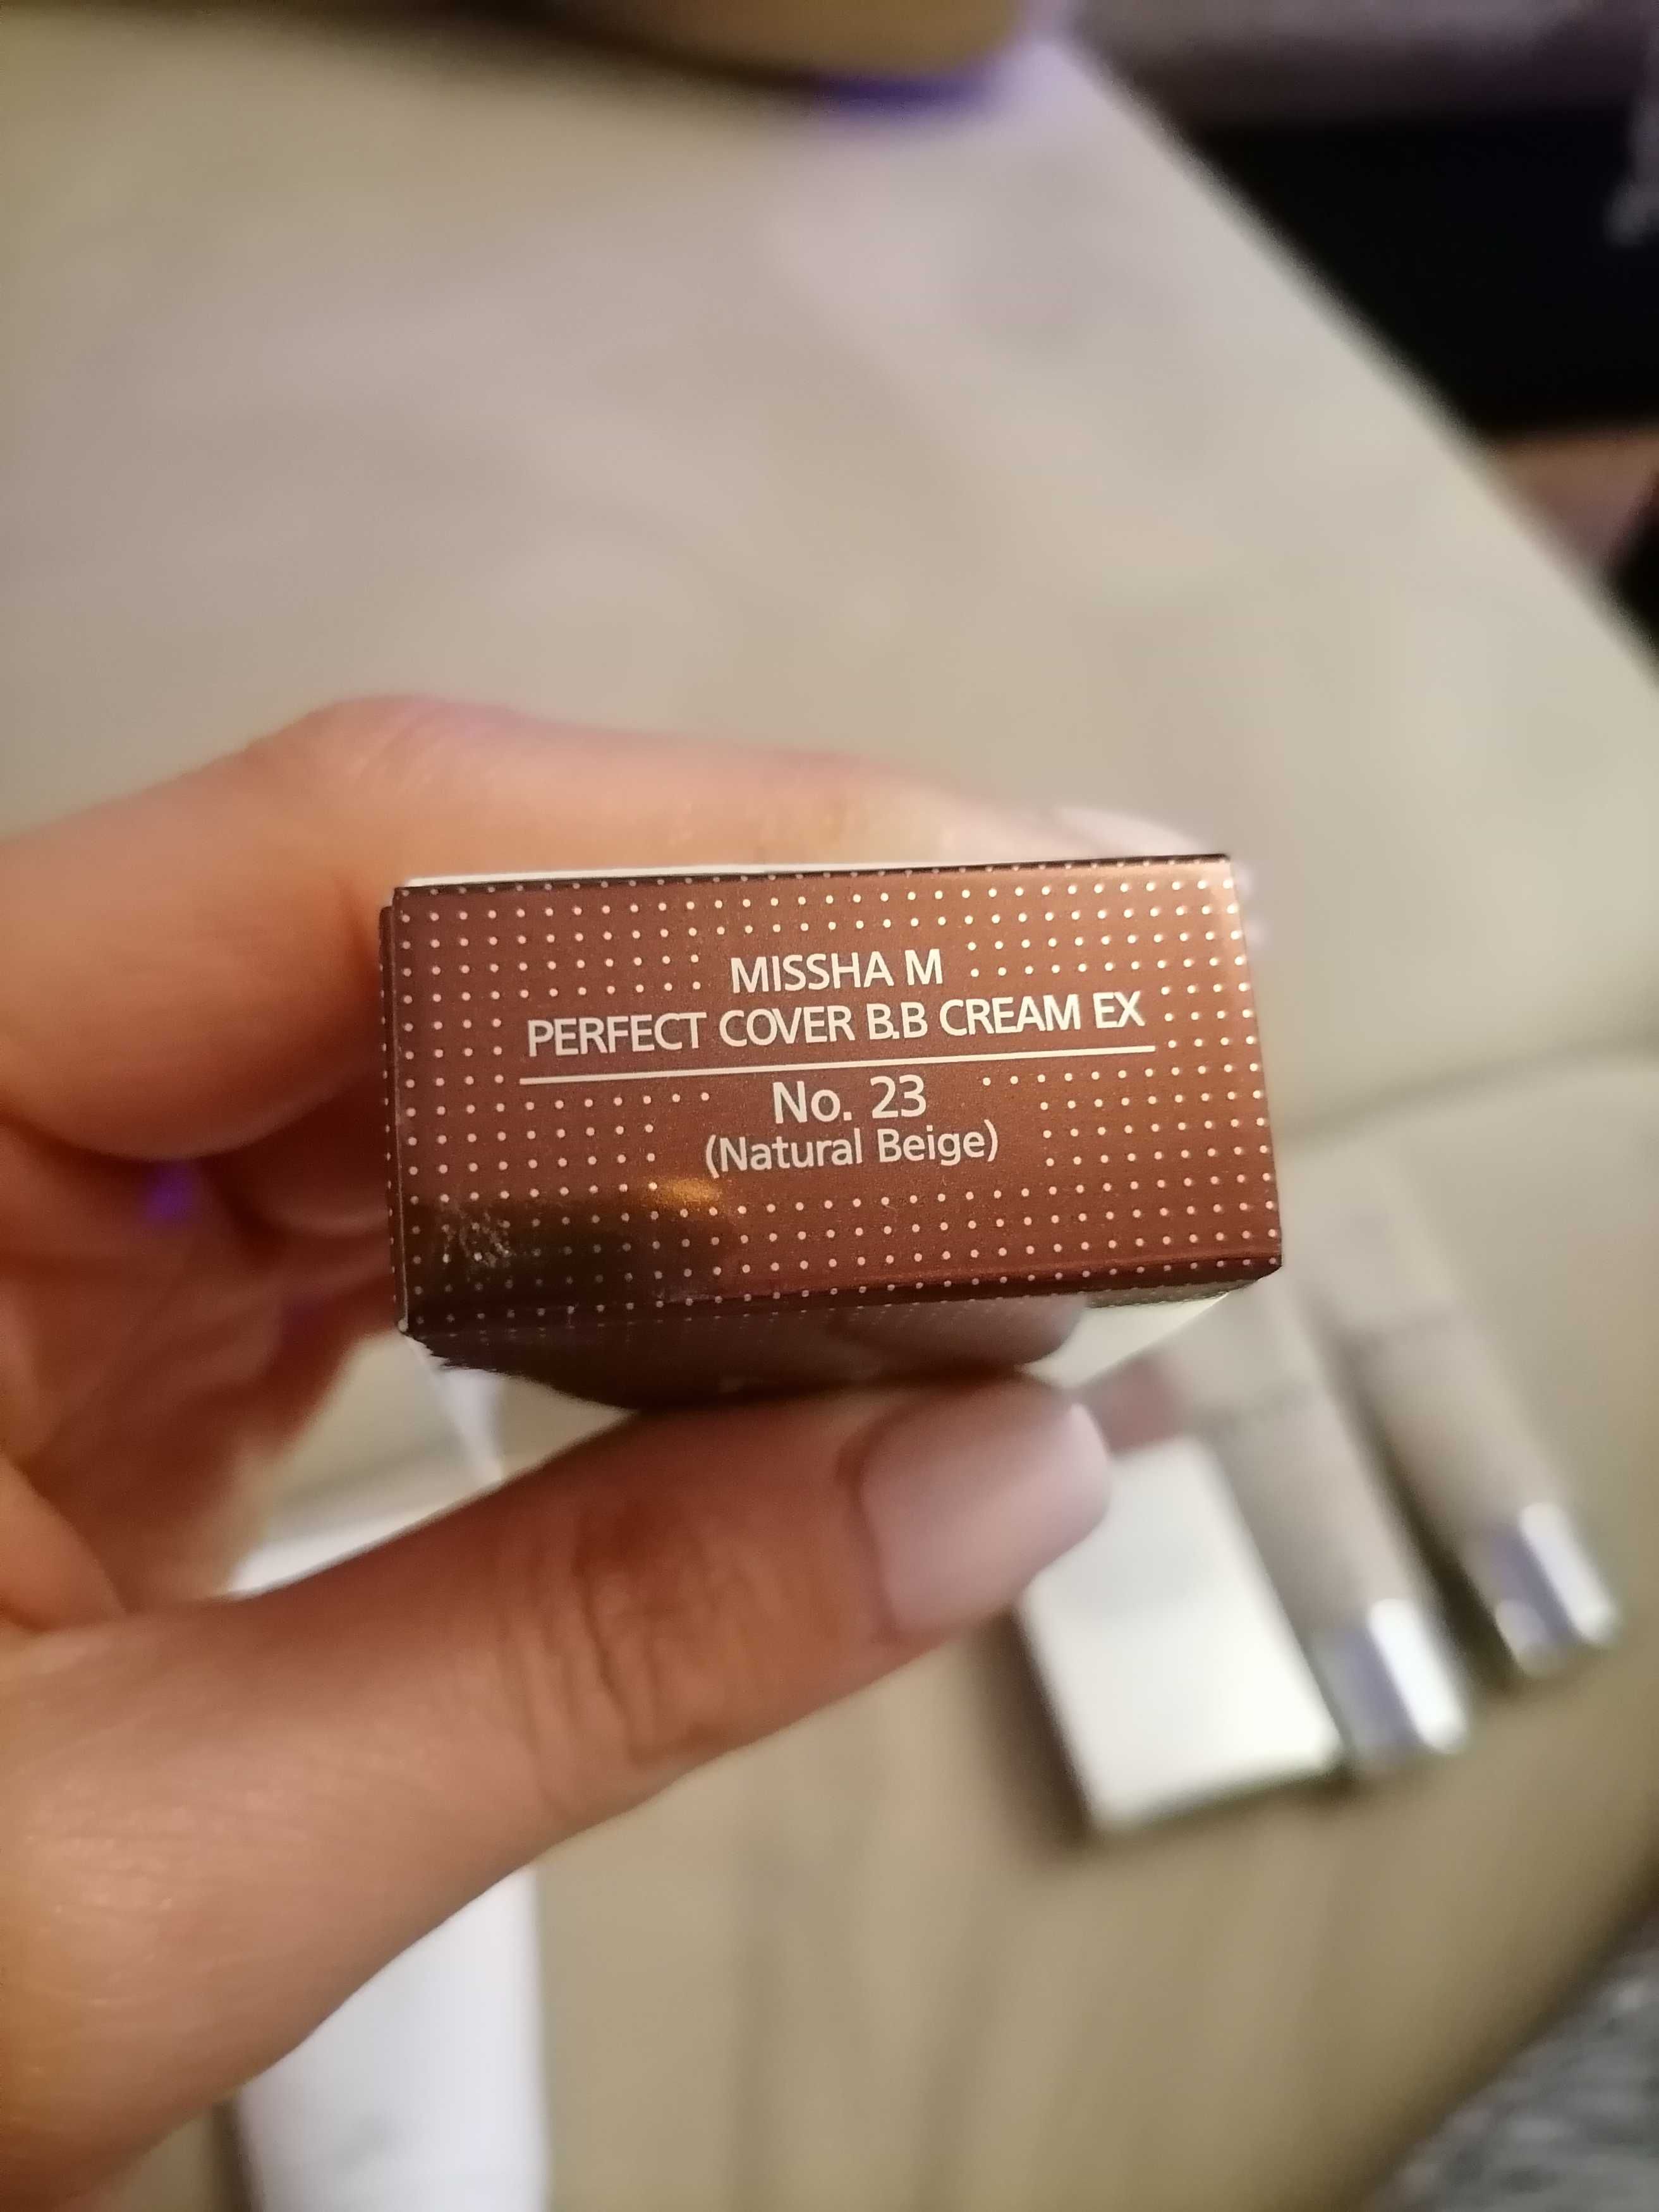 MISSHA M
PERFECT COVER B.B CREAM EX
No. 23
(Natural Beige)